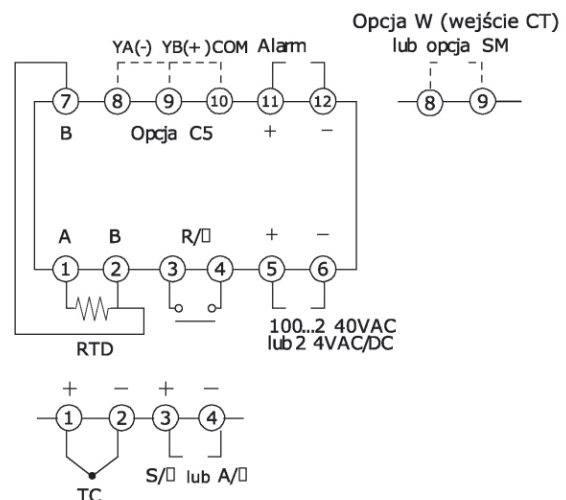 Opcja W (wejście CT)
lub opcja SM
YA(-) YB(+)COM Alarm
7 8 9 10 11 12
8 9
B Opcja C5 + −
A B R/▯ + −
1 2 3 4 5 6
RTD
100...2 40VAC
lub2 4VAC/DC
+ − + −
1 2 3 4
S/▯ lub A/▯
TC